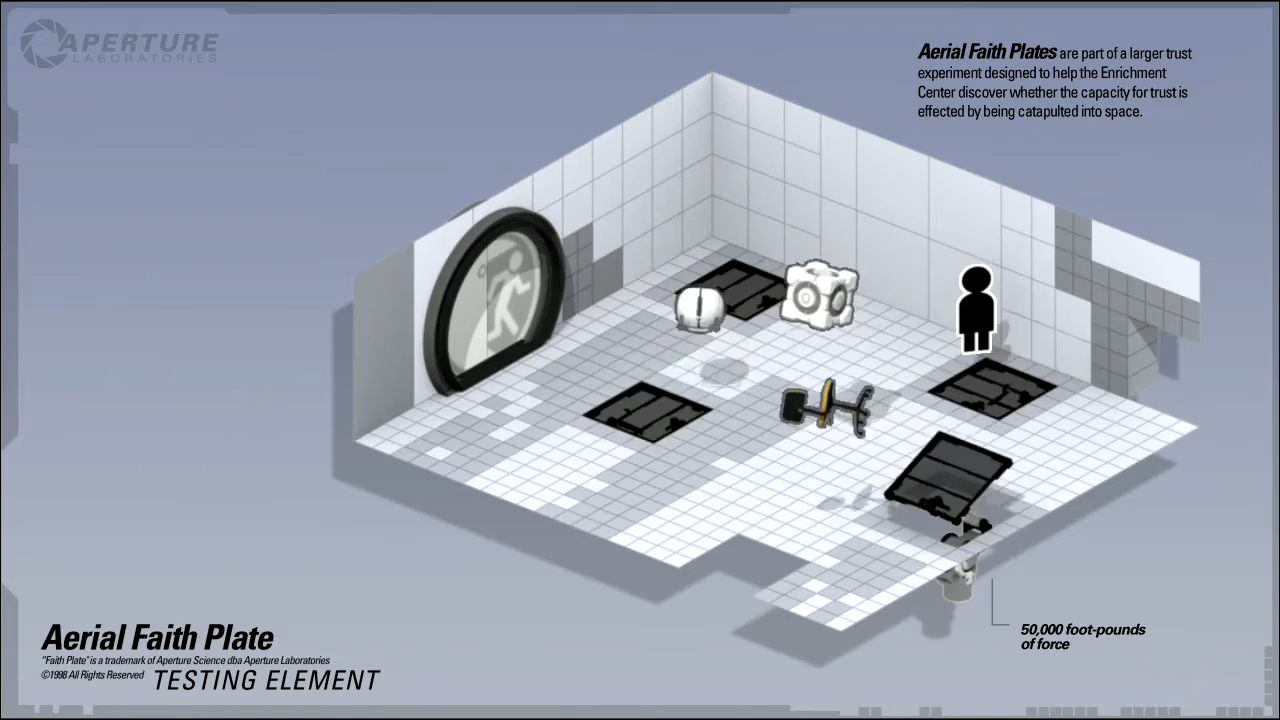 APERTURE
LABORATORIES
Aerial Faith Plates are part of a larger trust
experiment designed to help the Enrichment
Center discover whether the capacity for trust is
effected by being catapulted into space.
50,000 foot-pounds
of force
Aerial Faith Plate
"Faith Plate" is a trademark of Aperture Science dba Aperture Laboratories
©1998 All Rights Reserved
TESTING ELEMENT